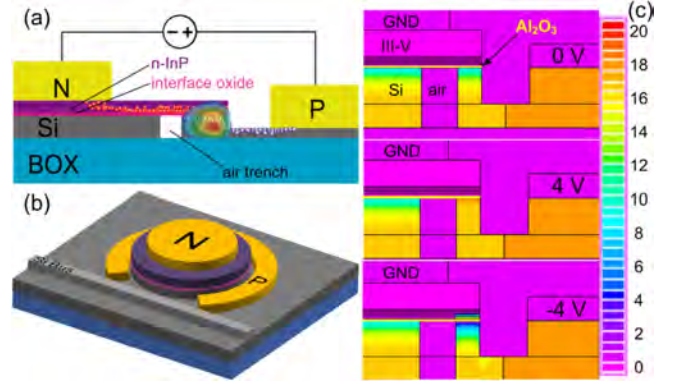 (a)
− +
N
n-InP
interface oxide
P
Si
BOX
air trench
(b)
N
P
(c)
GND
Al₂O₃
III-V
0 V
Si
air
GND
4 V
GND
-4 V
20
18
16
14
12
10
8
6
4
2
0